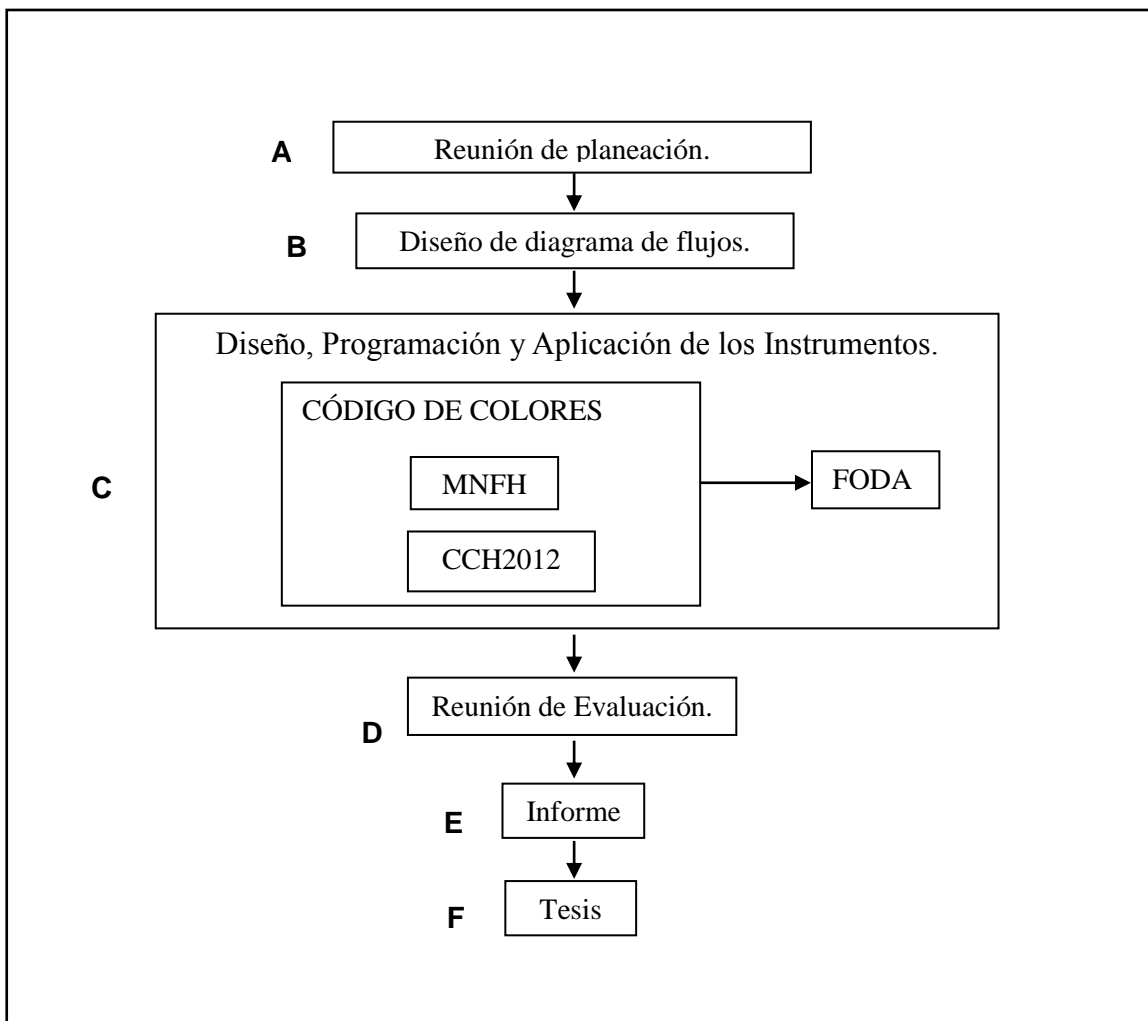 A Reunión de planeación.
B Diseño de diagrama de flujos.
Diseño, Programación y Aplicación de los Instrumentos.
CÓDIGO DE COLORES
C MNFH FODA
CCH2012
D Reunión de Evaluación.
E Informe
F Tesis